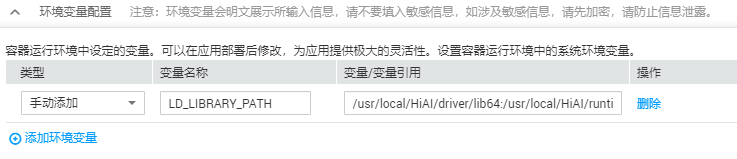 环境变量配置 注意：环境变量会明文展示所输入信息，请不要填入敏感信息，如涉及敏感信息，请先加密，请防止信息泄露。
容器运行环境中设定的变量。可以在应用部署后修改，为应用提供极大的灵活性。设置容器运行环境中的系统环境变量。
类型 变量名称 变量/变量引用 操作
手动添加 LD_LIBRARY_PATH /usr/local/HiAI/driver/lib64:/usr/local/HiAI/runti 删除
添加环境变量